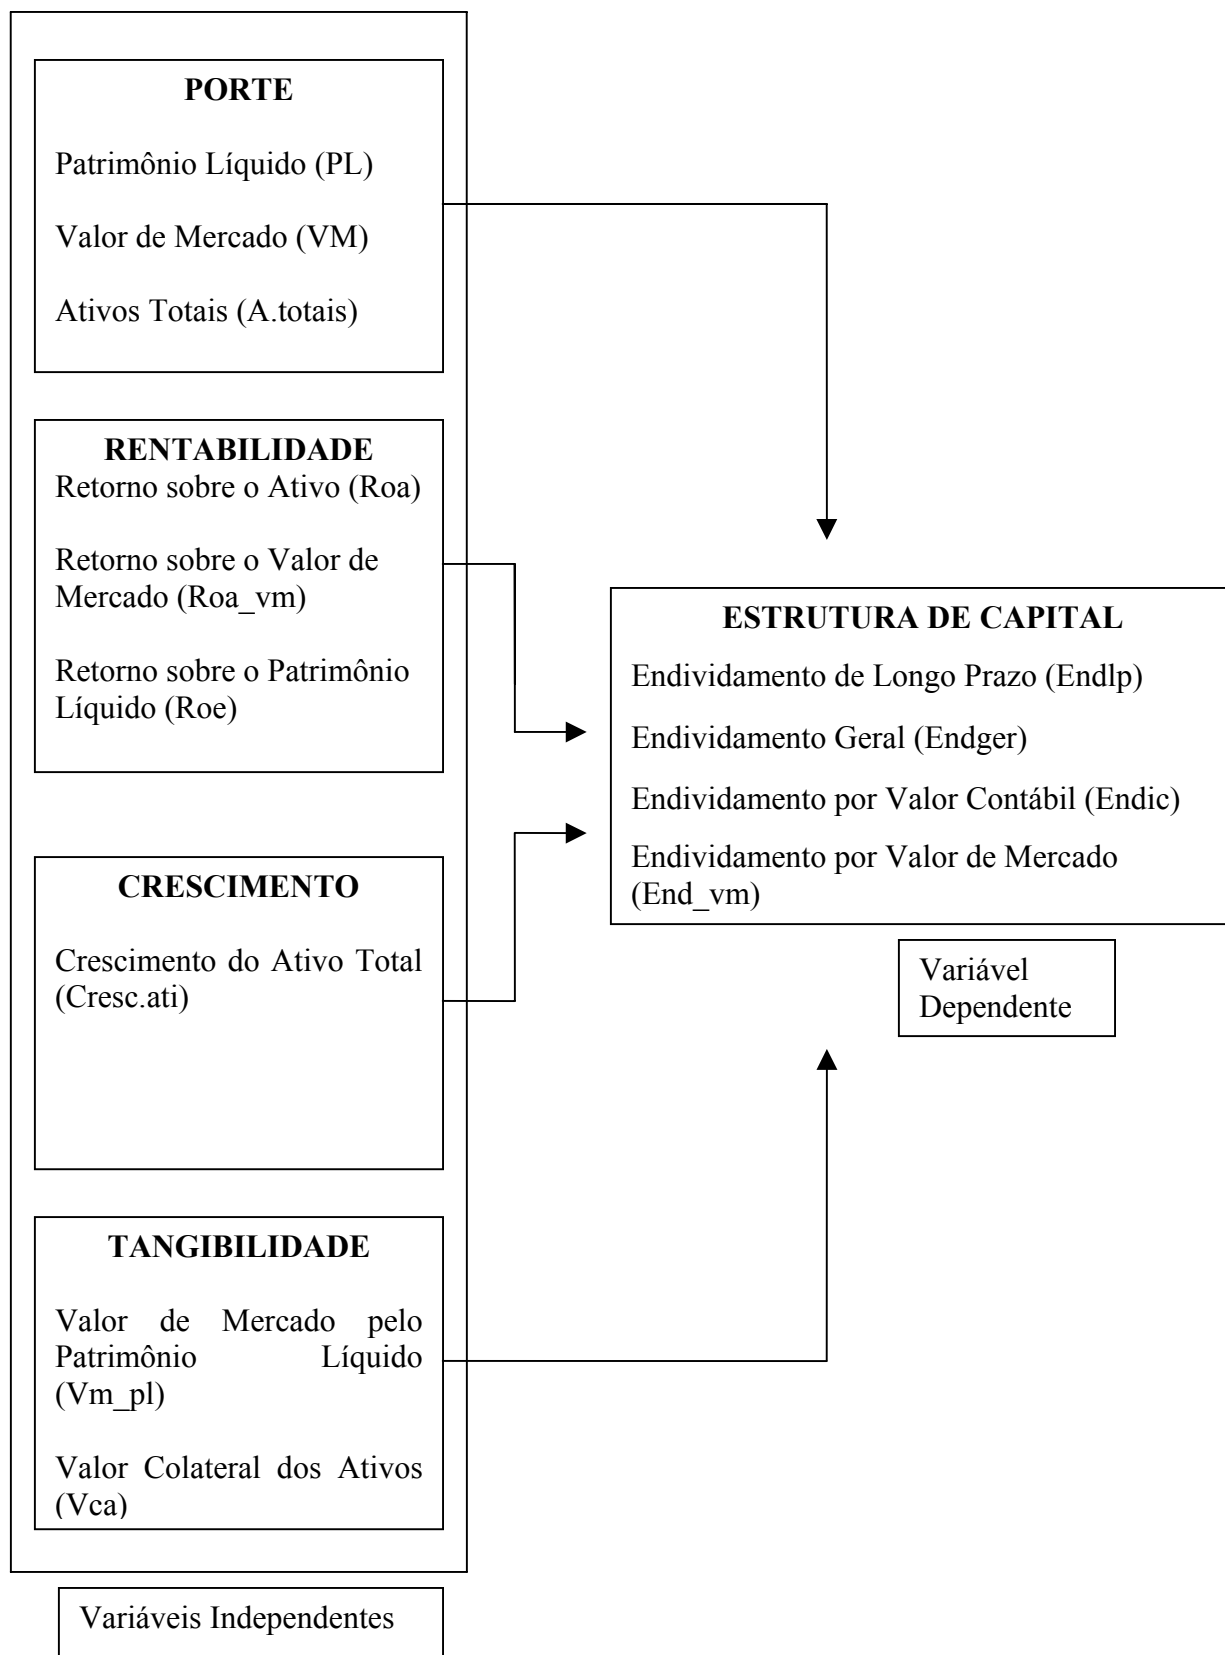 PORTE
Patrimônio Líquido (PL)
Valor de Mercado (VM)
Ativos Totais (A.totais)
RENTABILIDADE
Retorno sobre o Ativo (Roa)
Retorno sobre o Valor de
Mercado (Roa_vm)
Retorno sobre o Patrimônio
Líquido (Roe)
CRESCIMENTO
Crescimento do Ativo Total
(Cresc.ati)
TANGIBILIDADE
Valor de Mercado pelo
Patrimônio Líquido
(Vm_pl)
Valor Colateral dos Ativos
(Vca)
Variáveis Independentes
ESTRUTURA DE CAPITAL
Endividamento de Longo Prazo (Endlp)
Endividamento Geral (Endger)
Endividamento por Valor Contábil (Endic)
Endividamento por Valor de Mercado
(End_vm)
Variável
Dependente